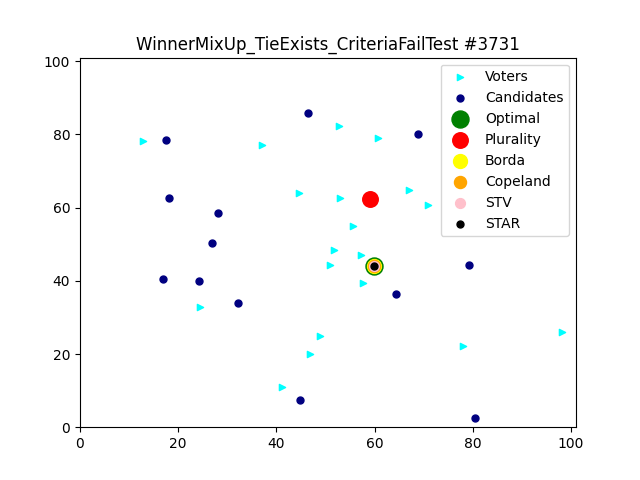 WinnerMixUp_TieExists_CriteriaFailTest #3731
100
80
60
40
20
0
0 20 40 60 80 100
Voters
Candidates
Optimal
Plurality
Borda
Copeland
STV
STAR